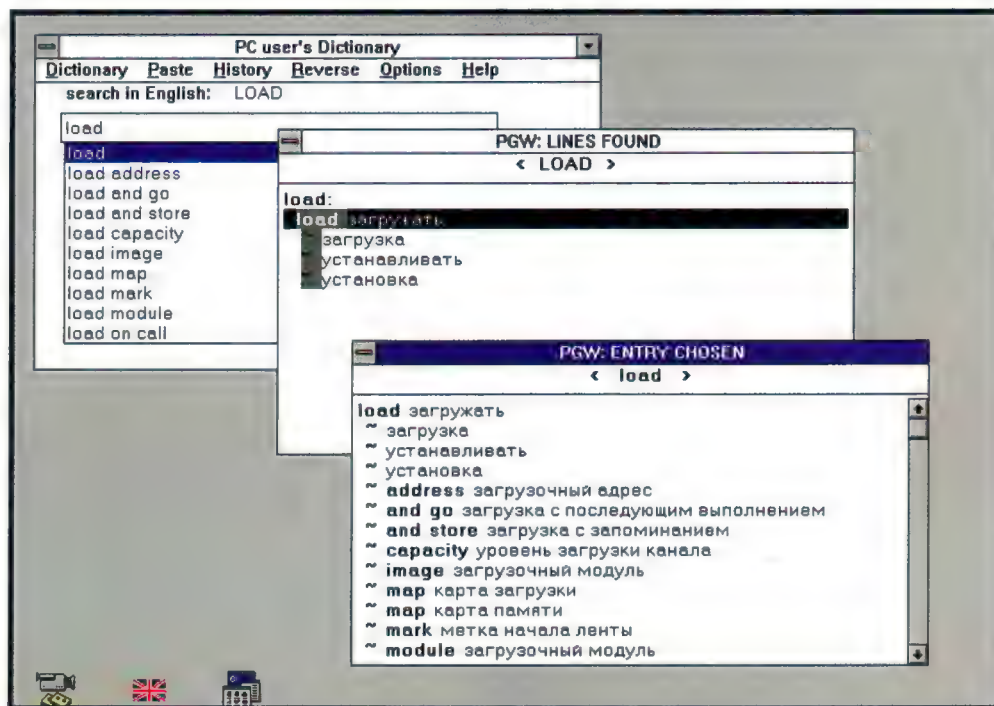 PC user's Dictionary
Dictionary Paste History Reverse Options Help
search in English: LOAD
load
load
load address
load and go
load and store
load capacity
load image
load map
load mark
load module
load on call
PGW: LINES FOUND
< LOAD >
load:
load загружать
~ загрузка
~ устанавливать
~ установка
PGW: ENTRY CHOSEN
< load >
load загружать
~ загрузка
~ устанавливать
~ установка
~ address загрузочный адрес
~ and go загрузка с последующим выполнением
~ and store загрузка с запоминанием
~ capacity уровень загрузки канала
~ image загрузочный модуль
~ map карта загрузки
~ map карта памяти
~ mark метка начала ленты
~ module загрузочный модуль